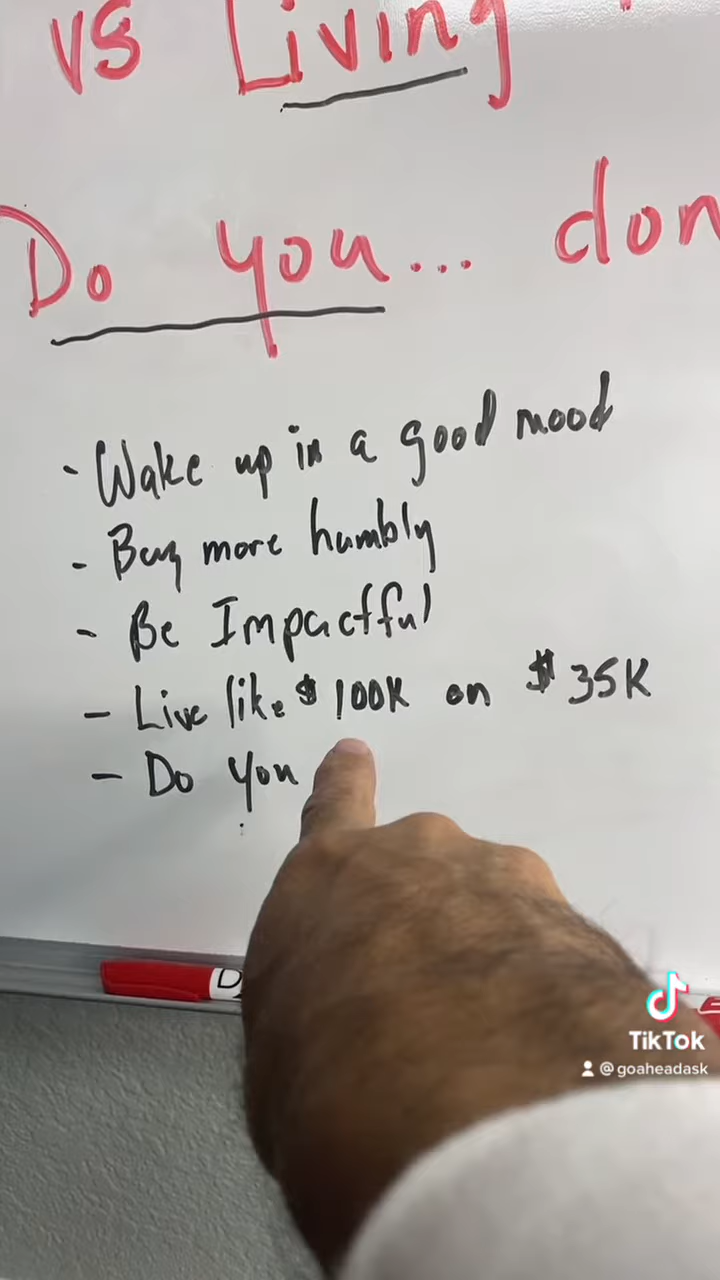 vs Living
Do you... don
- Wake up in a good mood
- Buy more humbly
- Be Impactful
- Live like $100K on $35K
- Do you
D
TikTok
@goaheadask